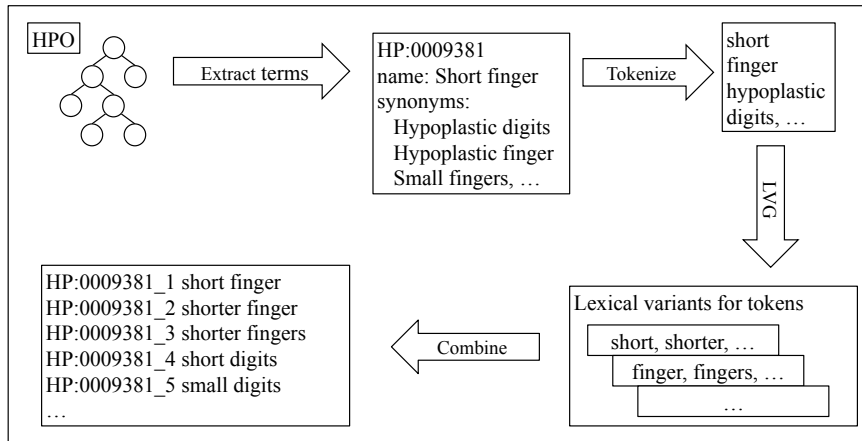 HPO
Extract terms
HP:0009381
name: Short finger
synonyms:
Hypoplastic digits
Hypoplastic finger
Small fingers, …
Tokenize
short
finger
hypoplastic
digits, …
LVG
Lexical variants for tokens
short, shorter, …
finger, fingers, …
…
Combine
HP:0009381_1 short finger
HP:0009381_2 shorter finger
HP:0009381_3 shorter fingers
HP:0009381_4 short digits
HP:0009381_5 small digits
…